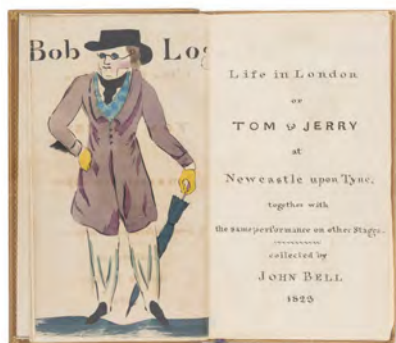 Bob Log
Life in London
or
TOM & JERRY
at
Newcastle upon Tyne,
together with
the same performance on other Stages.
collected by
JOHN BELL
1823